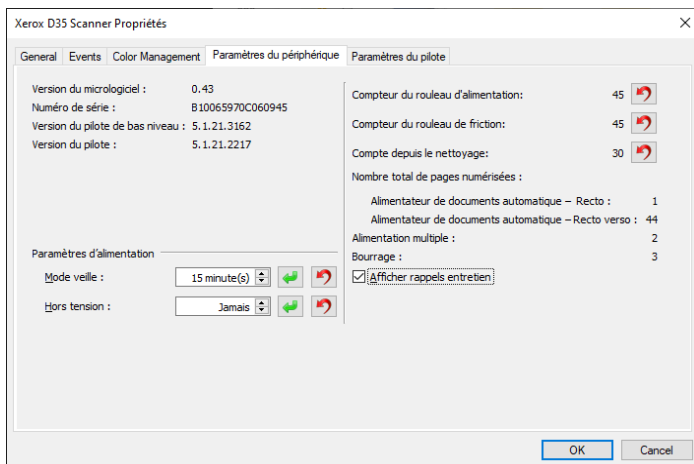 Xerox D35 Scanner Propriétés
General Events Color Management Paramètres du périphérique Paramètres du pilote
Version du micrologiciel : 0.43
Numéro de série : B10065970C060945
Version du pilote de bas niveau : 5.1.21.3162
Version du pilote : 5.1.21.2217
Paramètres d'alimentation
Mode veille : 15 minute(s)
Hors tension : Jamais
Compteur du rouleau d'alimentation: 45
Compteur du rouleau de friction: 45
Compte depuis le nettoyage: 30
Nombre total de pages numérisées :
Alimentateur de documents automatique – Recto : 1
Alimentateur de documents automatique – Recto verso : 44
Alimentation multiple : 2
Bourrage : 3
Afficher rappels entretien
OK Cancel